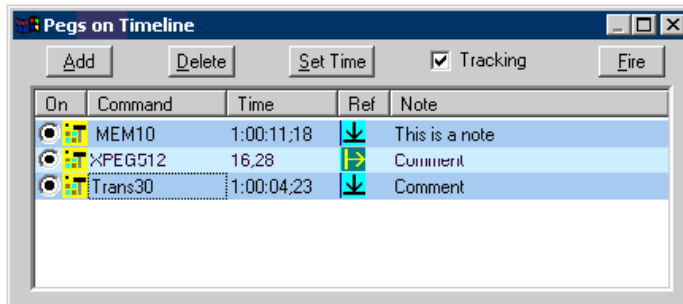 Pegs on Timeline
Add Delete Set Time Tracking Fire
On Command Time Ref Note
MEM10 1:00:11;18 This is a note
XPEG512 16,28 Comment
Trans30 1:00:04;23 Comment